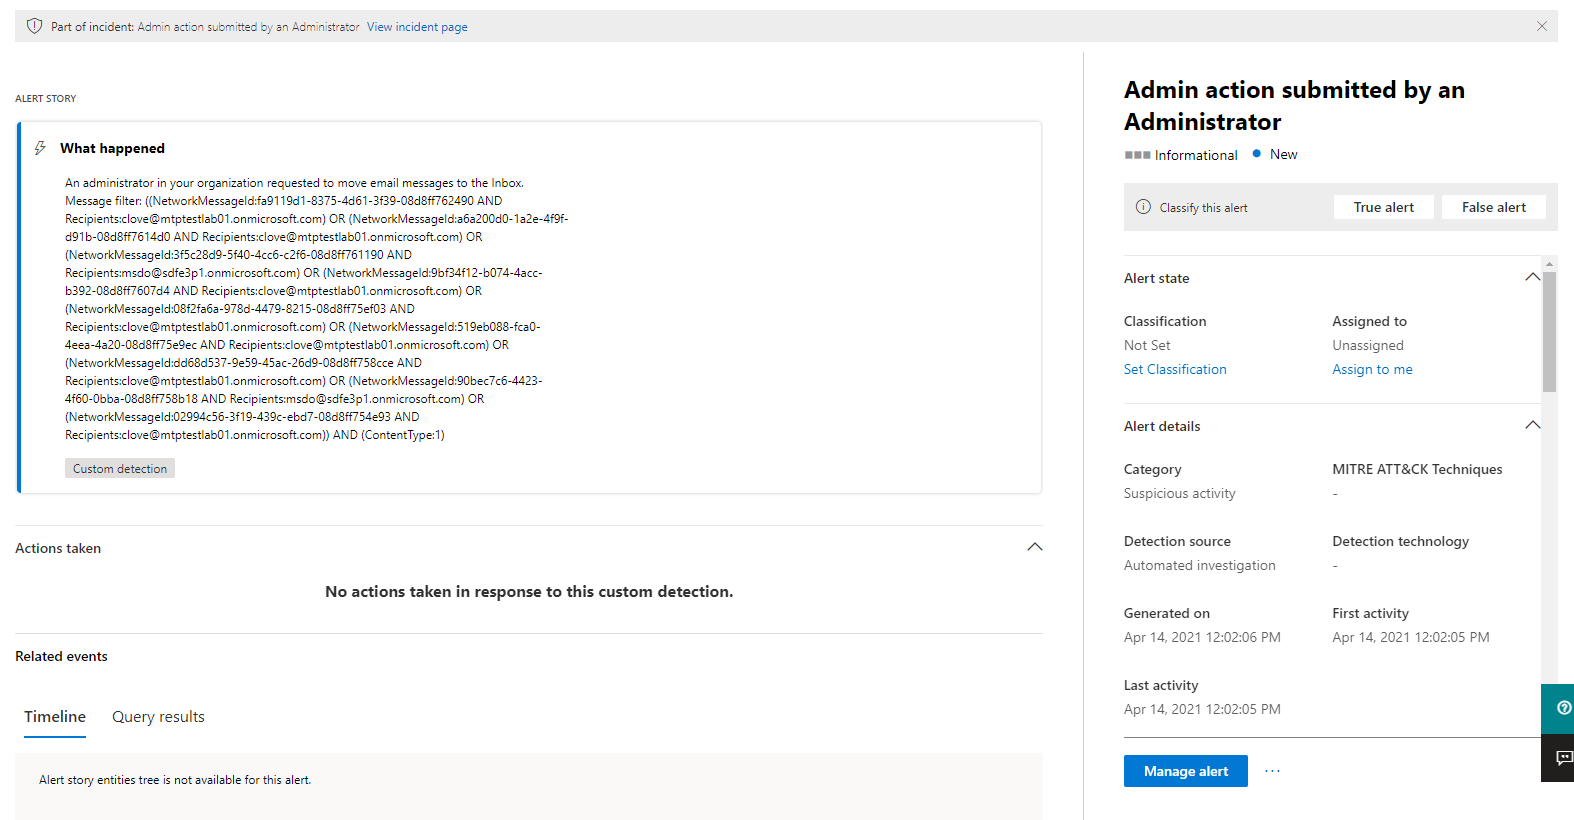 Part of incident: Admin action submitted by an Administrator View incident page
ALERT STORY
What happened
An administrator in your organization requested to move email messages to the Inbox.
Message filter: ((NetworkMessageId:fa9119d1-8375-4d61-3f39-08d8ff762490 AND
Recipients:clove@mtptestlab01.onmicrosoft.com) OR (NetworkMessageId:a6a200d0-1a2e-4f9f-
d91b-08d8ff7614d0 AND Recipients:clove@mtptestlab01.onmicrosoft.com) OR
(NetworkMessageId:3f5c28d9-5f40-4cc6-c2f6-08d8ff761190 AND
Recipients:msdo@sdfe3p1.onmicrosoft.com) OR (NetworkMessageId:9bf34f12-b074-4acc-
b392-08d8ff7607d4 AND Recipients:clove@mtptestlab01.onmicrosoft.com) OR
(NetworkMessageId:08f2fa6a-978d-4479-8215-08d8ff75ef03 AND
Recipients:clove@mtptestlab01.onmicrosoft.com) OR (NetworkMessageId:519eb088-fca0-
4eea-4a20-08d8ff75e9ec AND Recipients:clove@mtptestlab01.onmicrosoft.com) OR
(NetworkMessageId:dd68d537-9e59-45ac-26d9-08d8ff758cce AND
Recipients:clove@mtptestlab01.onmicrosoft.com) OR (NetworkMessageId:90bec7c6-4423-
4f60-0bba-08d8ff758b18 AND Recipients:msdo@sdfe3p1.onmicrosoft.com) OR
(NetworkMessageId:02994c56-3f19-439c-ebd7-08d8ff754e93 AND
Recipients:clove@mtptestlab01.onmicrosoft.com)) AND (ContentType:1)
Custom detection
Actions taken
No actions taken in response to this custom detection.
Related events
Timeline Query results
Alert story entities tree is not available for this alert.
Admin action submitted by an
Administrator
Informational New
Classify this alert True alert False alert
Alert state
Classification Assigned to
Not Set Unassigned
Set Classification Assign to me
Alert details
Category MITRE ATT&CK Techniques
Suspicious activity -
Detection source Detection technology
Automated investigation -
Generated on First activity
Apr 14, 2021 12:02:06 PM Apr 14, 2021 12:02:05 PM
Last activity
Apr 14, 2021 12:02:05 PM
Manage alert ...